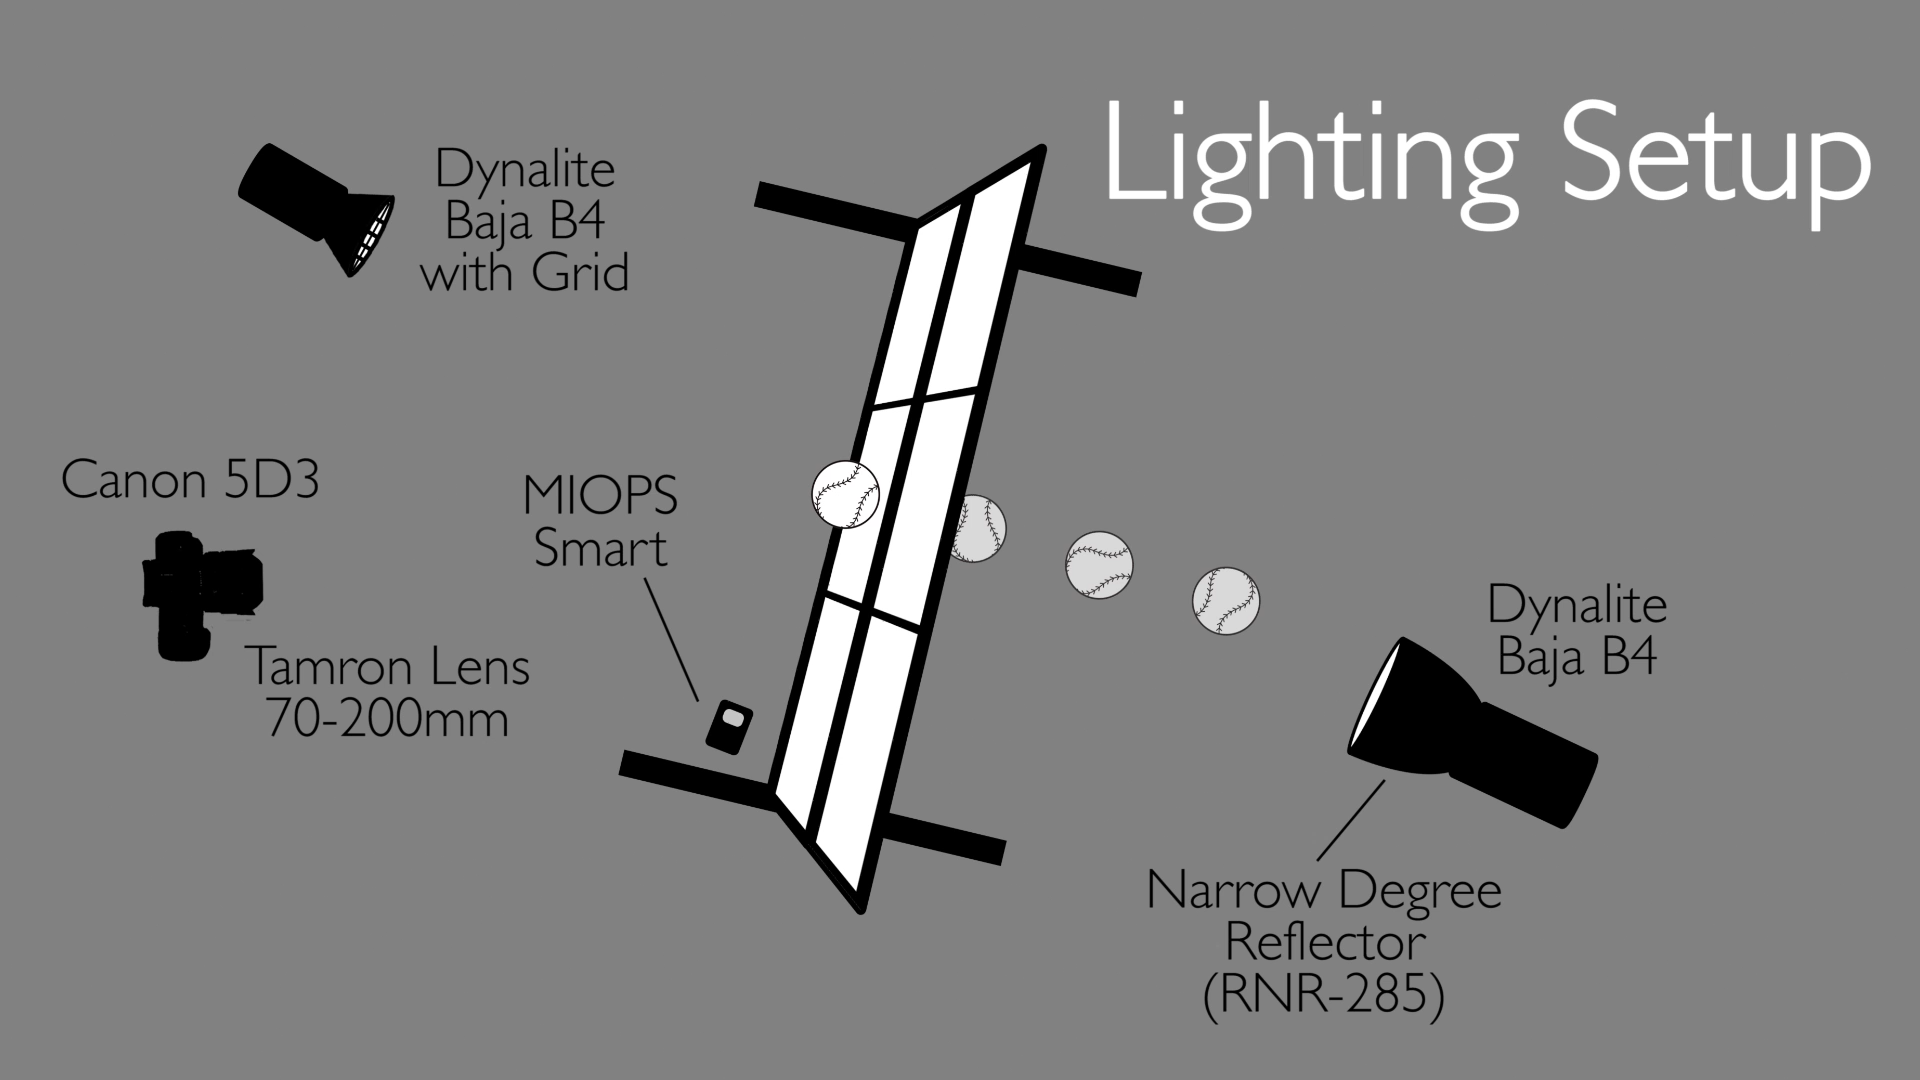 Lighting Setup
Dynalite
Baja B4
with Grid
Canon 5D3
MIOPS
Smart
Tamron Lens
70-200mm
Dynalite
Baja B4
Narrow Degree
Reflector
(RNR-285)